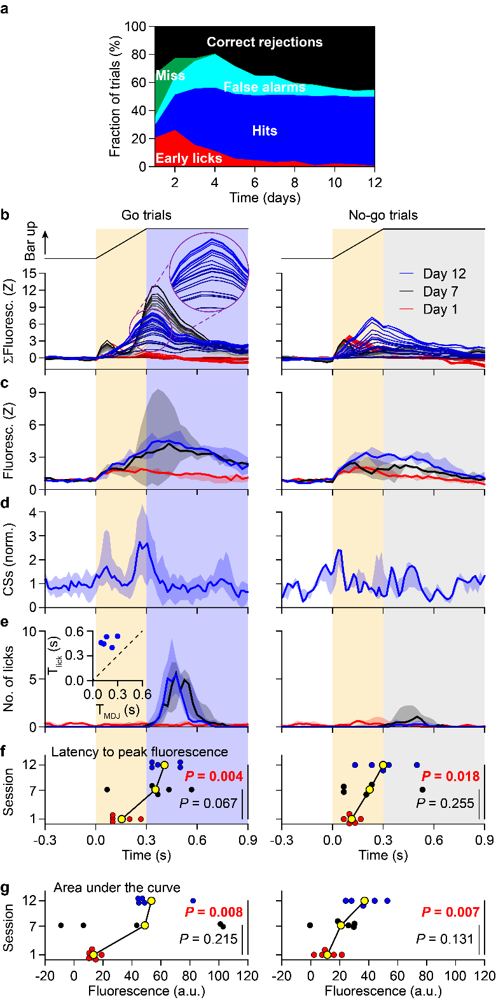 a
100
80
60
40
20
0
Fraction of trials (%)
Correct rejections
Miss
False alarms
Hits
Early licks
2 4 6 8 10 12
Time (days)
b
Go trials
No-go trials
Bar up
15
12
9
6
3
0
ΣFluoresc. (Z)
Day 12
Day 7
Day 1
c
9
6
3
0
Fluoresc. (Z)
d
4
3
2
1
0
CSs (norm.)
e
10
5
0
No. of licks
0.6
0.3
0.0
Tlick (s)
0.0 0.3 0.6
TMDJ (s)
f
Latency to peak fluorescence
12
7
1
Session
P = 0.004
P = 0.067
P = 0.018
P = 0.255
-0.3 0.0 0.3 0.6 0.9
Time (s)
-0.3 0.0 0.3 0.6 0.9
Time (s)
g
Area under the curve
12
7
1
Session
P = 0.008
P = 0.215
P = 0.007
P = 0.131
-20 0 20 40 60 80 100 120
Fluorescence (a.u.)
-20 0 20 40 60 80 100 120
Fluorescence (a.u.)